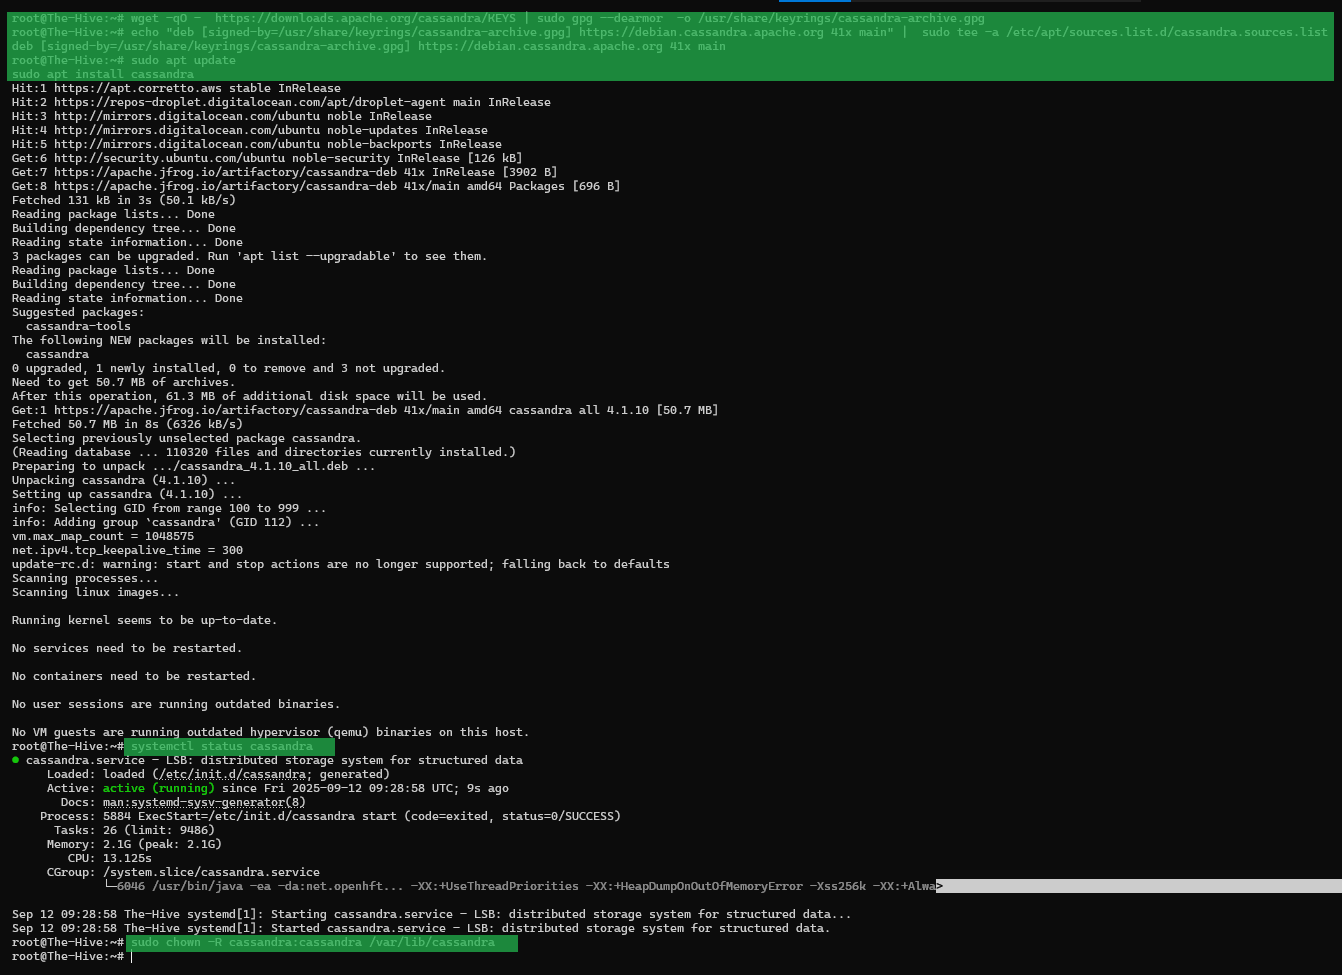 root@The-Hive:~# wget -qO -  https://downloads.apache.org/cassandra/KEYS | sudo gpg --dearmor  -o /usr/share/keyrings/cassandra-archive.gpg
root@The-Hive:~# echo "deb [signed-by=/usr/share/keyrings/cassandra-archive.gpg] https://debian.cassandra.apache.org 41x main" |  sudo tee -a /etc/apt/sources.list.d/cassandra.sources.list
deb [signed-by=/usr/share/keyrings/cassandra-archive.gpg] https://debian.cassandra.apache.org 41x main
root@The-Hive:~# sudo apt update
sudo apt install cassandra
Hit:1 https://apt.corretto.aws stable InRelease
Hit:2 https://repos-droplet.digitalocean.com/apt/droplet-agent main InRelease
Hit:3 http://mirrors.digitalocean.com/ubuntu noble InRelease
Hit:4 http://mirrors.digitalocean.com/ubuntu noble-updates InRelease
Hit:5 http://mirrors.digitalocean.com/ubuntu noble-backports InRelease
Get:6 http://security.ubuntu.com/ubuntu noble-security InRelease [126 kB]
Get:7 https://apache.jfrog.io/artifactory/cassandra-deb 41x InRelease [3902 B]
Get:8 https://apache.jfrog.io/artifactory/cassandra-deb 41x/main amd64 Packages [696 B]
Fetched 131 kB in 3s (50.1 kB/s)
Reading package lists... Done
Building dependency tree... Done
Reading state information... Done
3 packages can be upgraded. Run 'apt list --upgradable' to see them.
Reading package lists... Done
Building dependency tree... Done
Reading state information... Done
Suggested packages:
  cassandra-tools
The following NEW packages will be installed:
  cassandra
0 upgraded, 1 newly installed, 0 to remove and 3 not upgraded.
Need to get 50.7 MB of archives.
After this operation, 61.3 MB of additional disk space will be used.
Get:1 https://apache.jfrog.io/artifactory/cassandra-deb 41x/main amd64 cassandra all 4.1.10 [50.7 MB]
Fetched 50.7 MB in 8s (6326 kB/s)
Selecting previously unselected package cassandra.
(Reading database ... 110320 files and directories currently installed.)
Preparing to unpack .../cassandra_4.1.10_all.deb ...
Unpacking cassandra (4.1.10) ...
Setting up cassandra (4.1.10) ...
info: Selecting GID from range 100 to 999 ...
info: Adding group `cassandra' (GID 112) ...
vm.max_map_count = 1048575
net.ipv4.tcp_keepalive_time = 300
update-rc.d: warning: start and stop actions are no longer supported; falling back to defaults
Scanning processes...
Scanning linux images...
Running kernel seems to be up-to-date.
No services need to be restarted.
No containers need to be restarted.
No user sessions are running outdated binaries.
No VM guests are running outdated hypervisor (qemu) binaries on this host.
root@The-Hive:~# systemctl status cassandra
● cassandra.service - LSB: distributed storage system for structured data
     Loaded: loaded (/etc/init.d/cassandra; generated)
     Active: active (running) since Fri 2025-09-12 09:28:58 UTC; 9s ago
       Docs: man:systemd-sysv-generator(8)
    Process: 5884 ExecStart=/etc/init.d/cassandra start (code=exited, status=0/SUCCESS)
      Tasks: 26 (limit: 9486)
     Memory: 2.1G (peak: 2.1G)
        CPU: 13.125s
     CGroup: /system.slice/cassandra.service
             └─6046 /usr/bin/java -ea -da:net.openhft... -XX:+UseThreadPriorities -XX:+HeapDumpOnOutOfMemoryError -Xss256k -XX:+Alwa>
Sep 12 09:28:58 The-Hive systemd[1]: Starting cassandra.service - LSB: distributed storage system for structured data...
Sep 12 09:28:58 The-Hive systemd[1]: Started cassandra.service - LSB: distributed storage system for structured data.
root@The-Hive:~# sudo chown -R cassandra:cassandra /var/lib/cassandra
root@The-Hive:~#